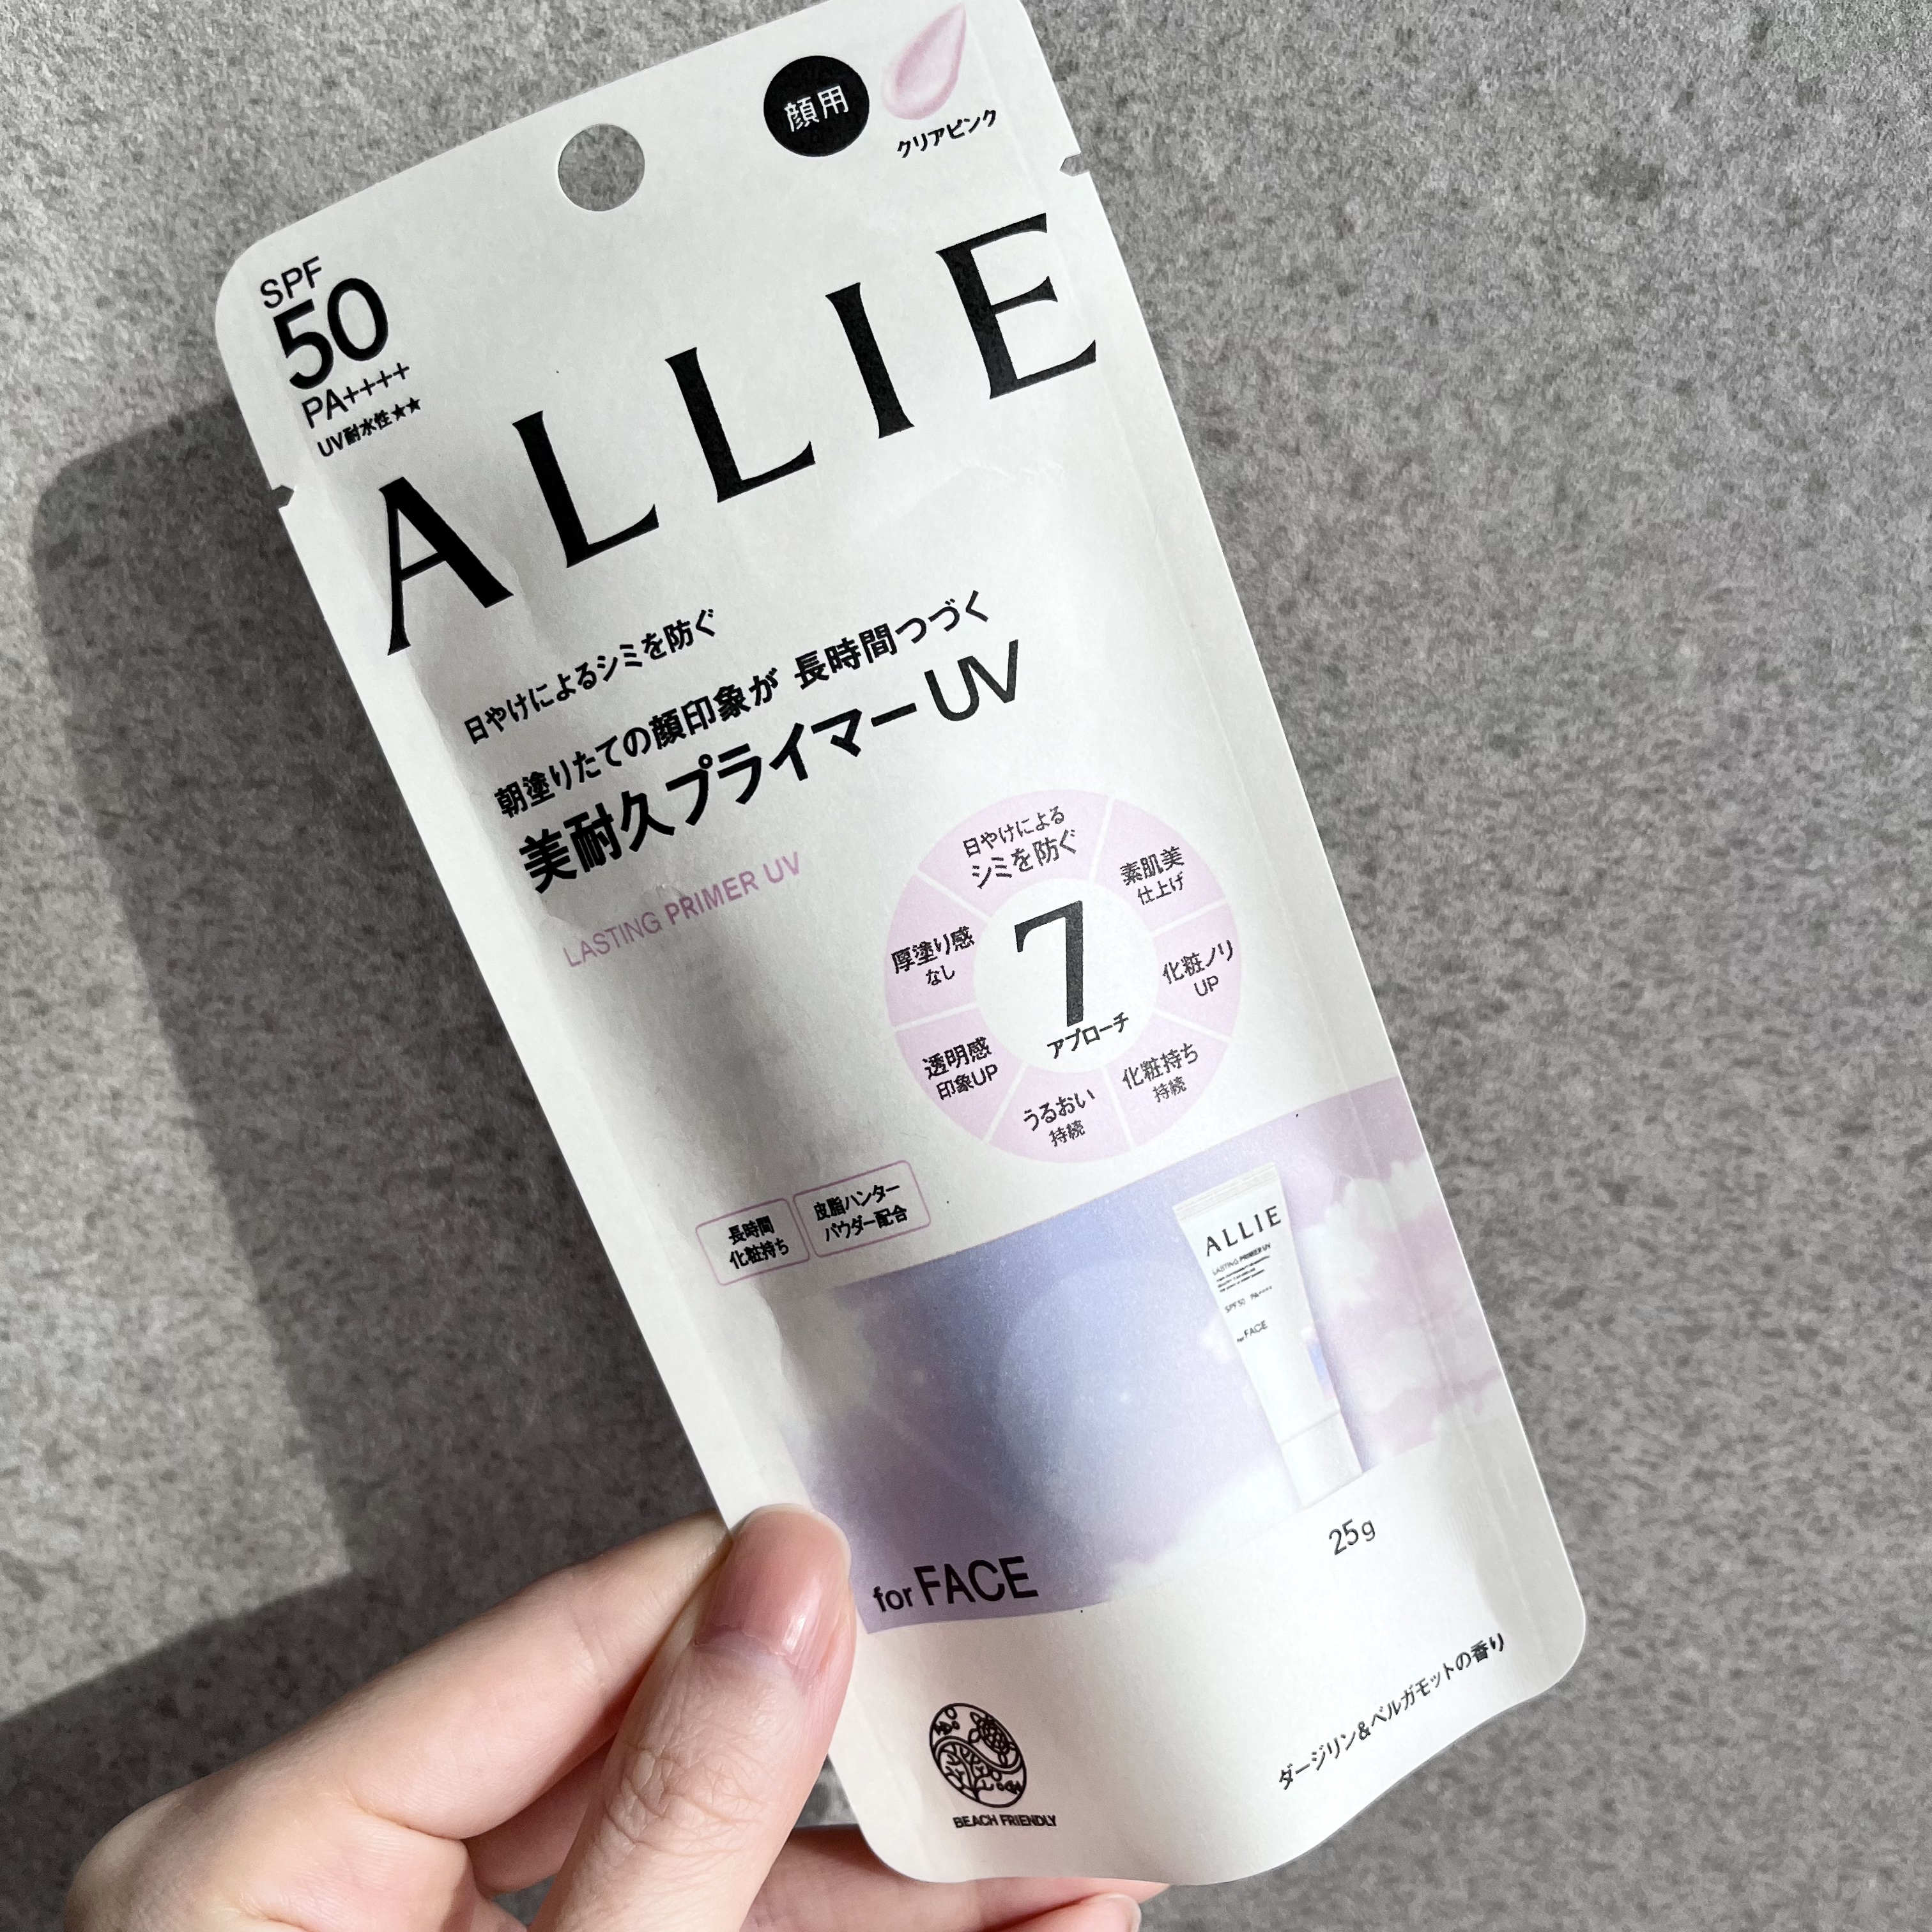 顔用
クリアピンク
SPF
50
PA++++
UV耐水性★★
ALLIE
日やけによるシミを防ぐ
朝塗りたての顔印象が 長時間つづく
美耐久プライマーUV
LASTING PRIMER UV
日やけによる
シミを防ぐ
素肌美
仕上げ
化粧ノリ
UP
化粧持ち
持続
うるおい
持続
透明感
印象UP
厚塗り感
なし
7
アプローチ
長時間
化粧持ち
皮脂ハンター
パウダー配合
ALLIE
LASTING PRIMER UV
SPF50 PA++++
for FACE
25g
for FACE
BEACH FRIENDLY
ダージリン&ベルガモットの香り